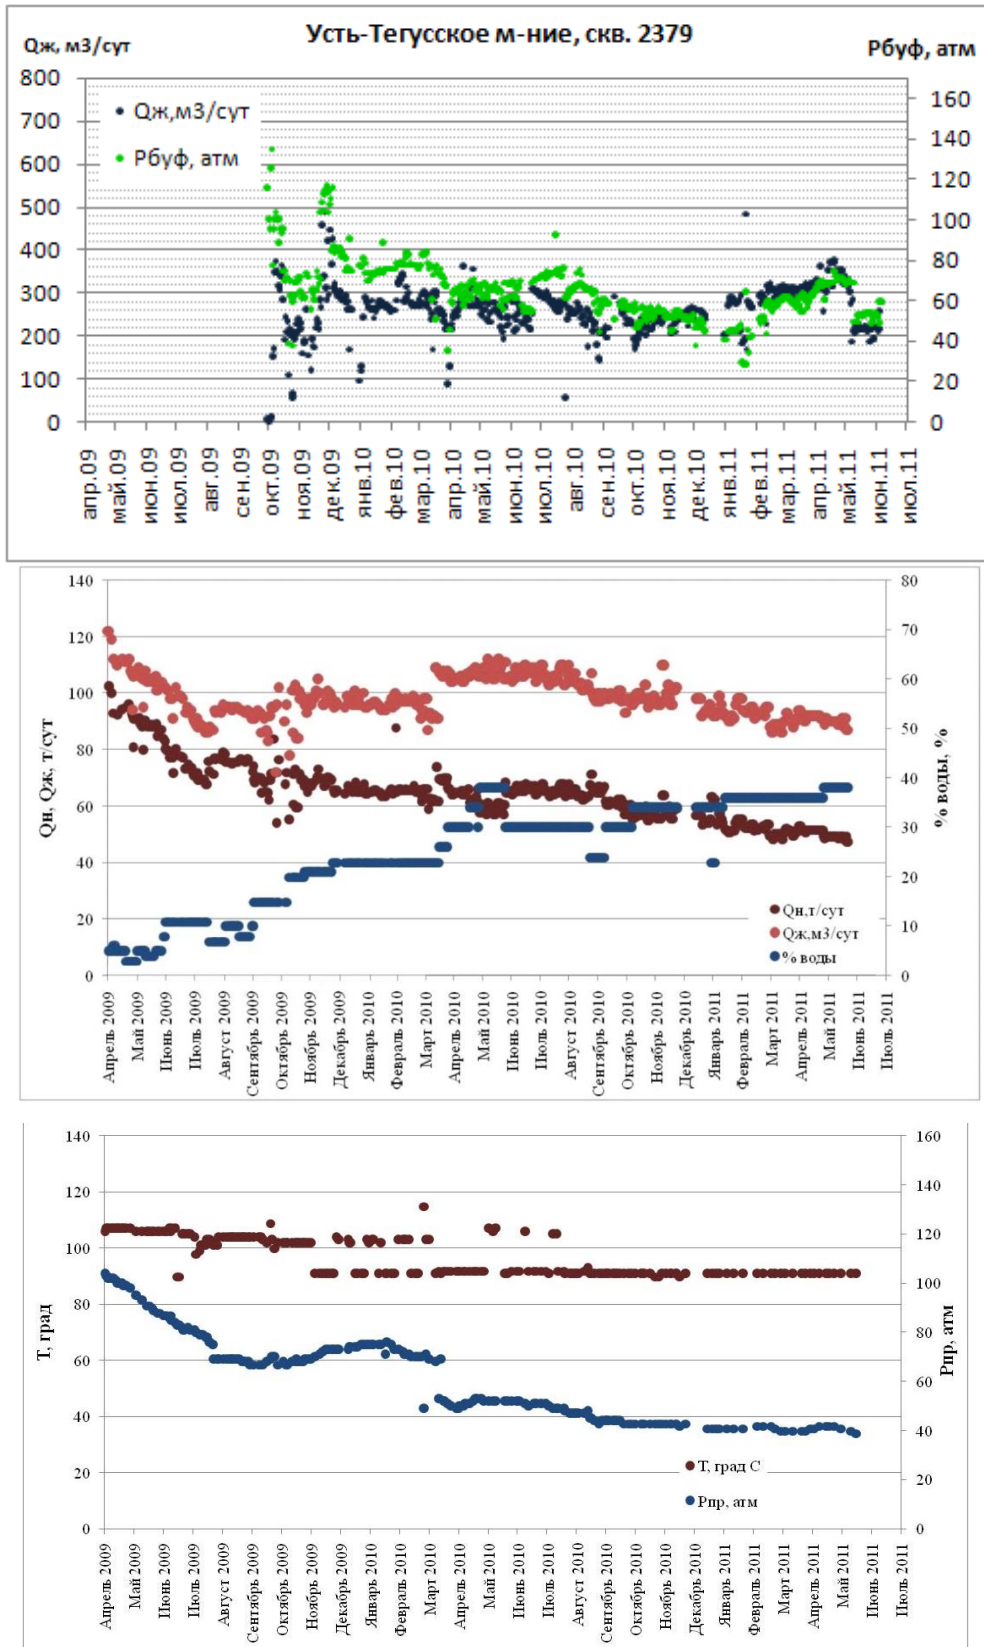 Усть-Тегусское м-ние, скв. 2379
Qж, м3/сут
Рбуф, атм
800
700
600
500
400
300
200
100
0
160
140
120
100
80
60
40
20
0
Qж,м3/сут
Рбуф, атм
апр.09
май.09
июн.09
июл.09
авг.09
сен.09
окт.09
ноя.09
дек.09
янв.10
фев.10
мар.10
апр.10
май.10
июн.10
июл.10
авг.10
сен.10
окт.10
ноя.10
дек.10
янв.11
фев.11
мар.11
апр.11
май.11
июн.11
июл.11
140
120
100
80
60
40
20
0
Qн, Qж, т/сут
80
70
60
50
40
30
20
10
0
% воды, %
Qн,т/сут
Qж,м3/сут
% воды
Апрель 2009
Май 2009
Июнь 2009
Июль 2009
Август 2009
Сентябрь 2009
Октябрь 2009
Ноябрь 2009
Декабрь 2009
Январь 2010
Февраль 2010
Март 2010
Апрель 2010
Май 2010
Июнь 2010
Июль 2010
Август 2010
Сентябрь 2010
Октябрь 2010
Ноябрь 2010
Декабрь 2010
Январь 2011
Февраль 2011
Март 2011
Апрель 2011
Май 2011
Июнь 2011
Июль 2011
140
120
100
80
60
40
20
0
Т, град
160
140
120
100
80
60
40
20
0
Рпр, атм
Т, град С
Рпр, атм
Апрель 2009
Май 2009
Июнь 2009
Июль 2009
Август 2009
Сентябрь 2009
Октябрь 2009
Ноябрь 2009
Декабрь 2009
Январь 2010
Февраль 2010
Март 2010
Апрель 2010
Май 2010
Июнь 2010
Июль 2010
Август 2010
Сентябрь 2010
Октябрь 2010
Ноябрь 2010
Декабрь 2010
Январь 2011
Февраль 2011
Март 2011
Апрель 2011
Май 2011
Июнь 2011
Июль 2011